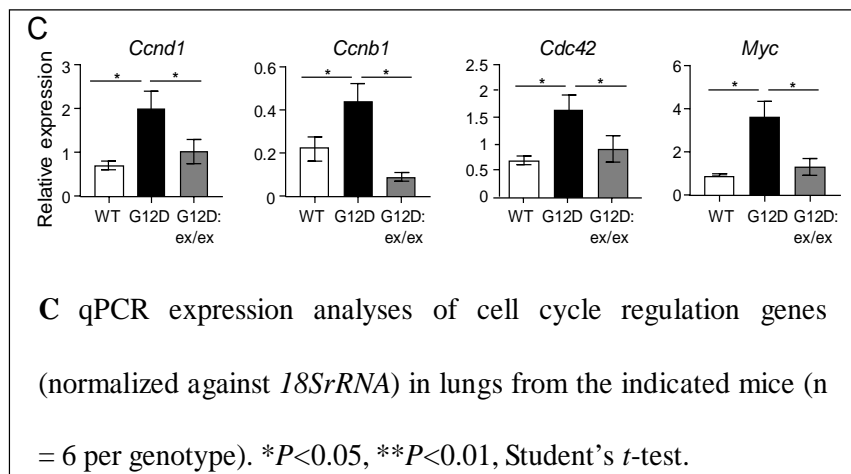 C
Ccnd1 Ccnb1 Cdc42 Myc
Relative expression
3
2
1
0
* *
WT G12D G12D:
ex/ex
0.6
0.4
0.2
0
* *
WT G12D G12D:
ex/ex
2
1.5
1
0.5
0
* *
WT G12D G12D:
ex/ex
6
4
2
0
* *
WT G12D G12D:
ex/ex
C qPCR expression analyses of cell cycle regulation genes
(normalized against 18SrRNA) in lungs from the indicated mice (n
= 6 per genotype). *P<0.05, **P<0.01, Student’s t-test.